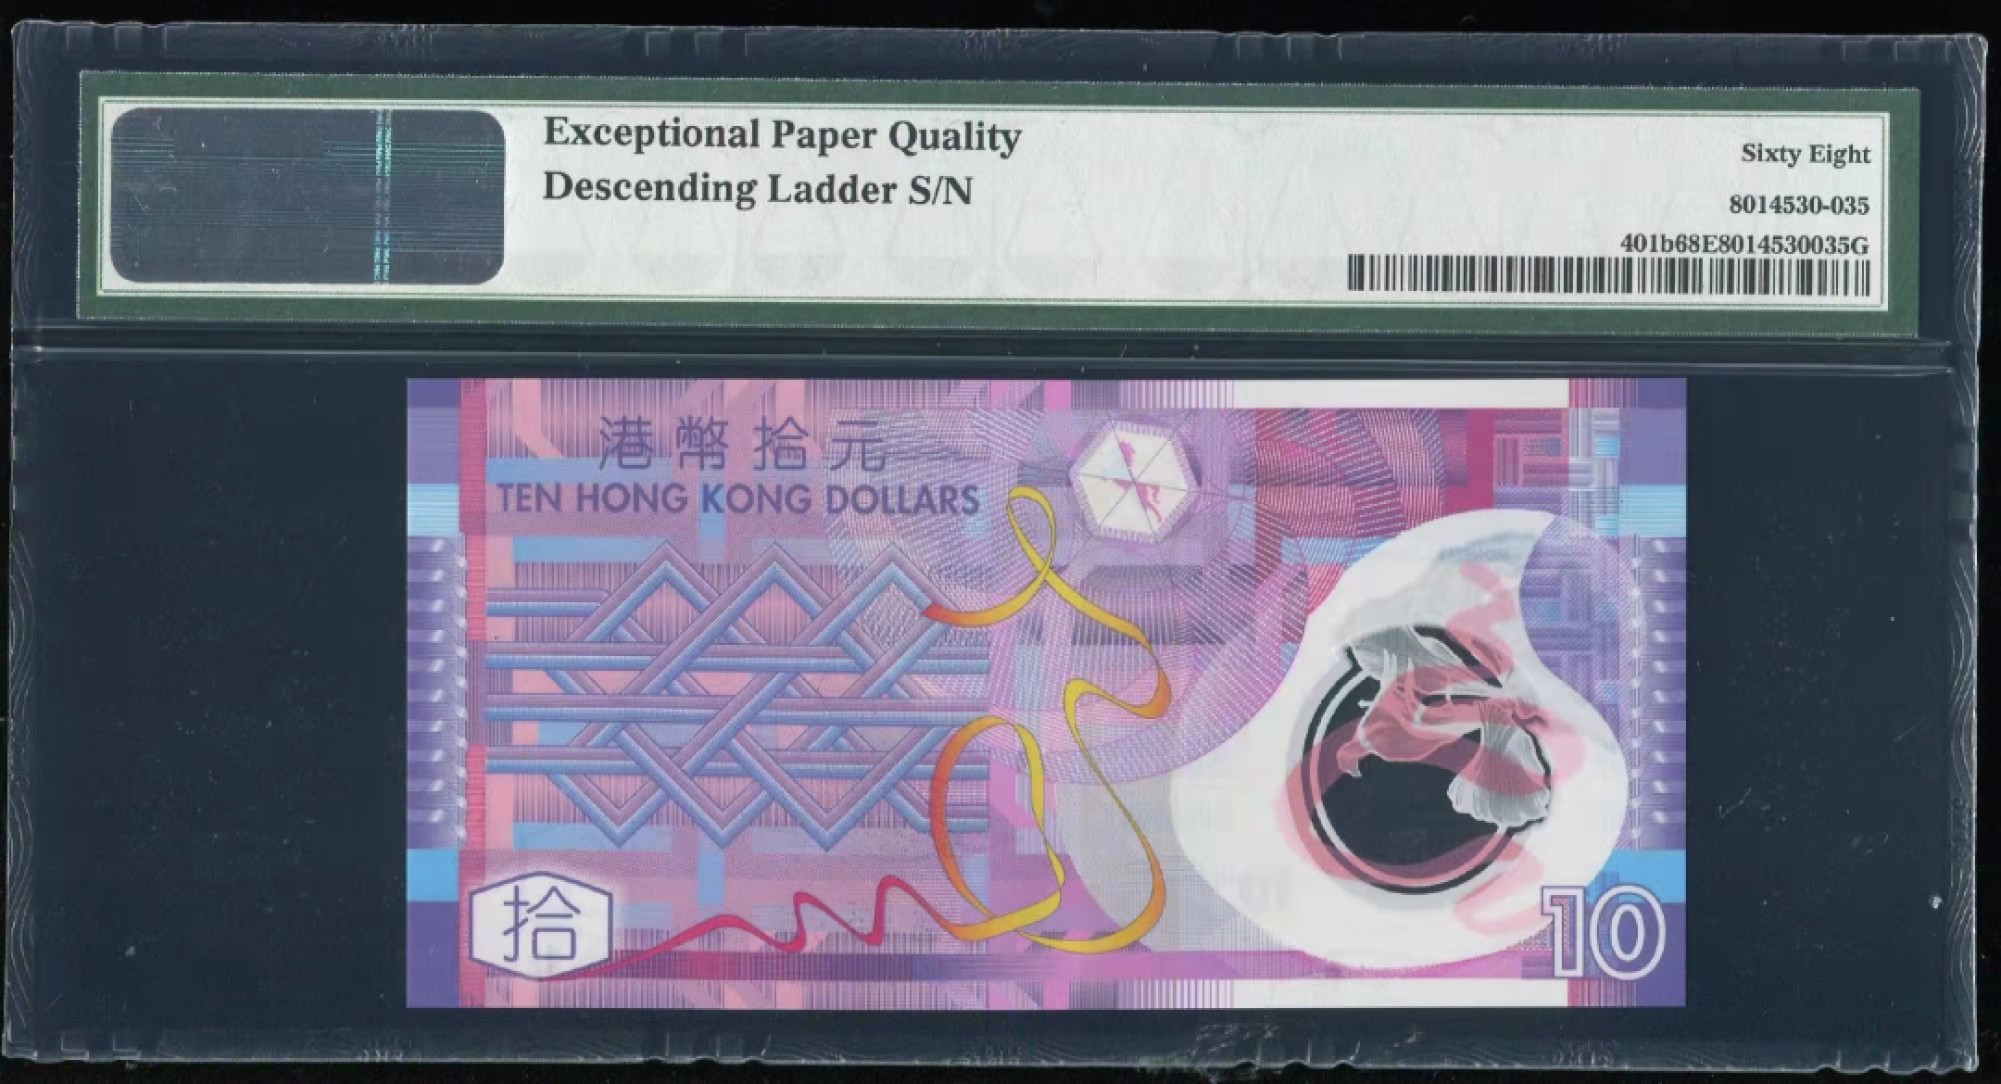 Exceptional Paper Quality
Descending Ladder S/N
Sixty Eight
8014530-035
401b68E8014530035G
港幣拾元
TEN HONG KONG DOLLARS
拾
10